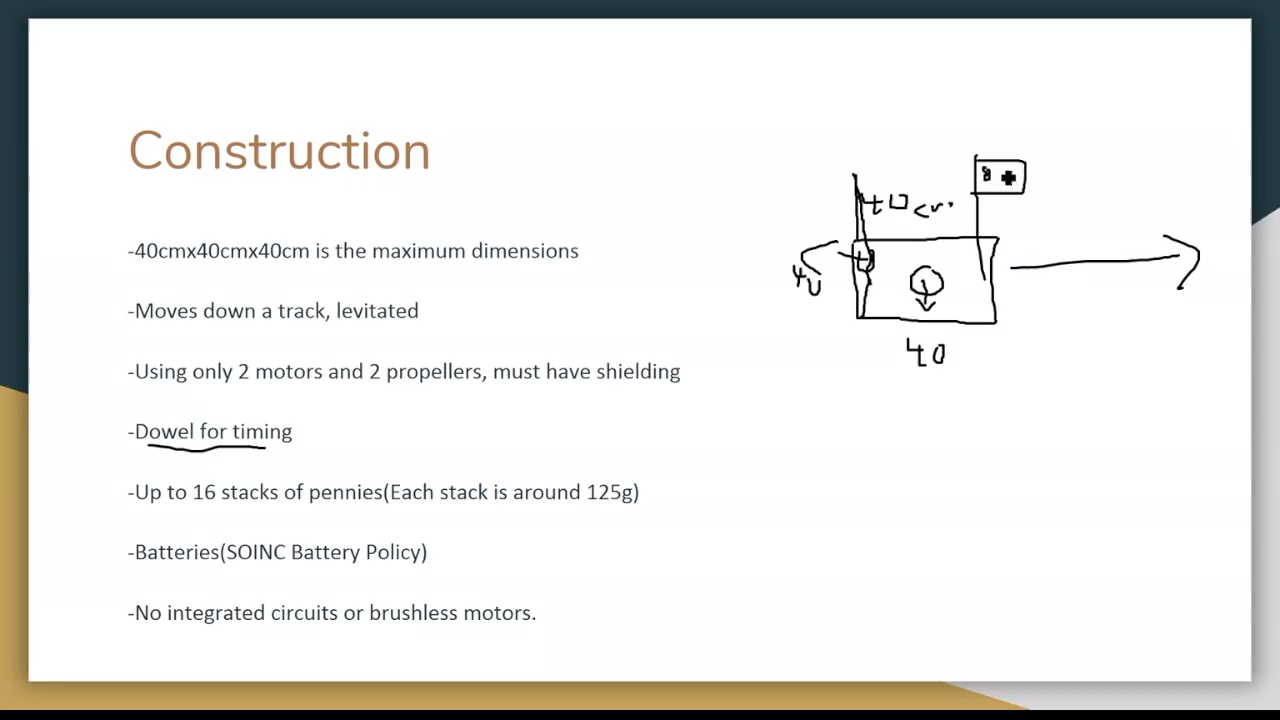 Construction
-40cmx40cmx40cm is the maximum dimensions
-Moves down a track, levitated
-Using only 2 motors and 2 propellers, must have shielding
-Dowel for timing
-Up to 16 stacks of pennies(Each stack is around 125g)
-Batteries(SOINC Battery Policy)
-No integrated circuits or brushless motors.
40
40